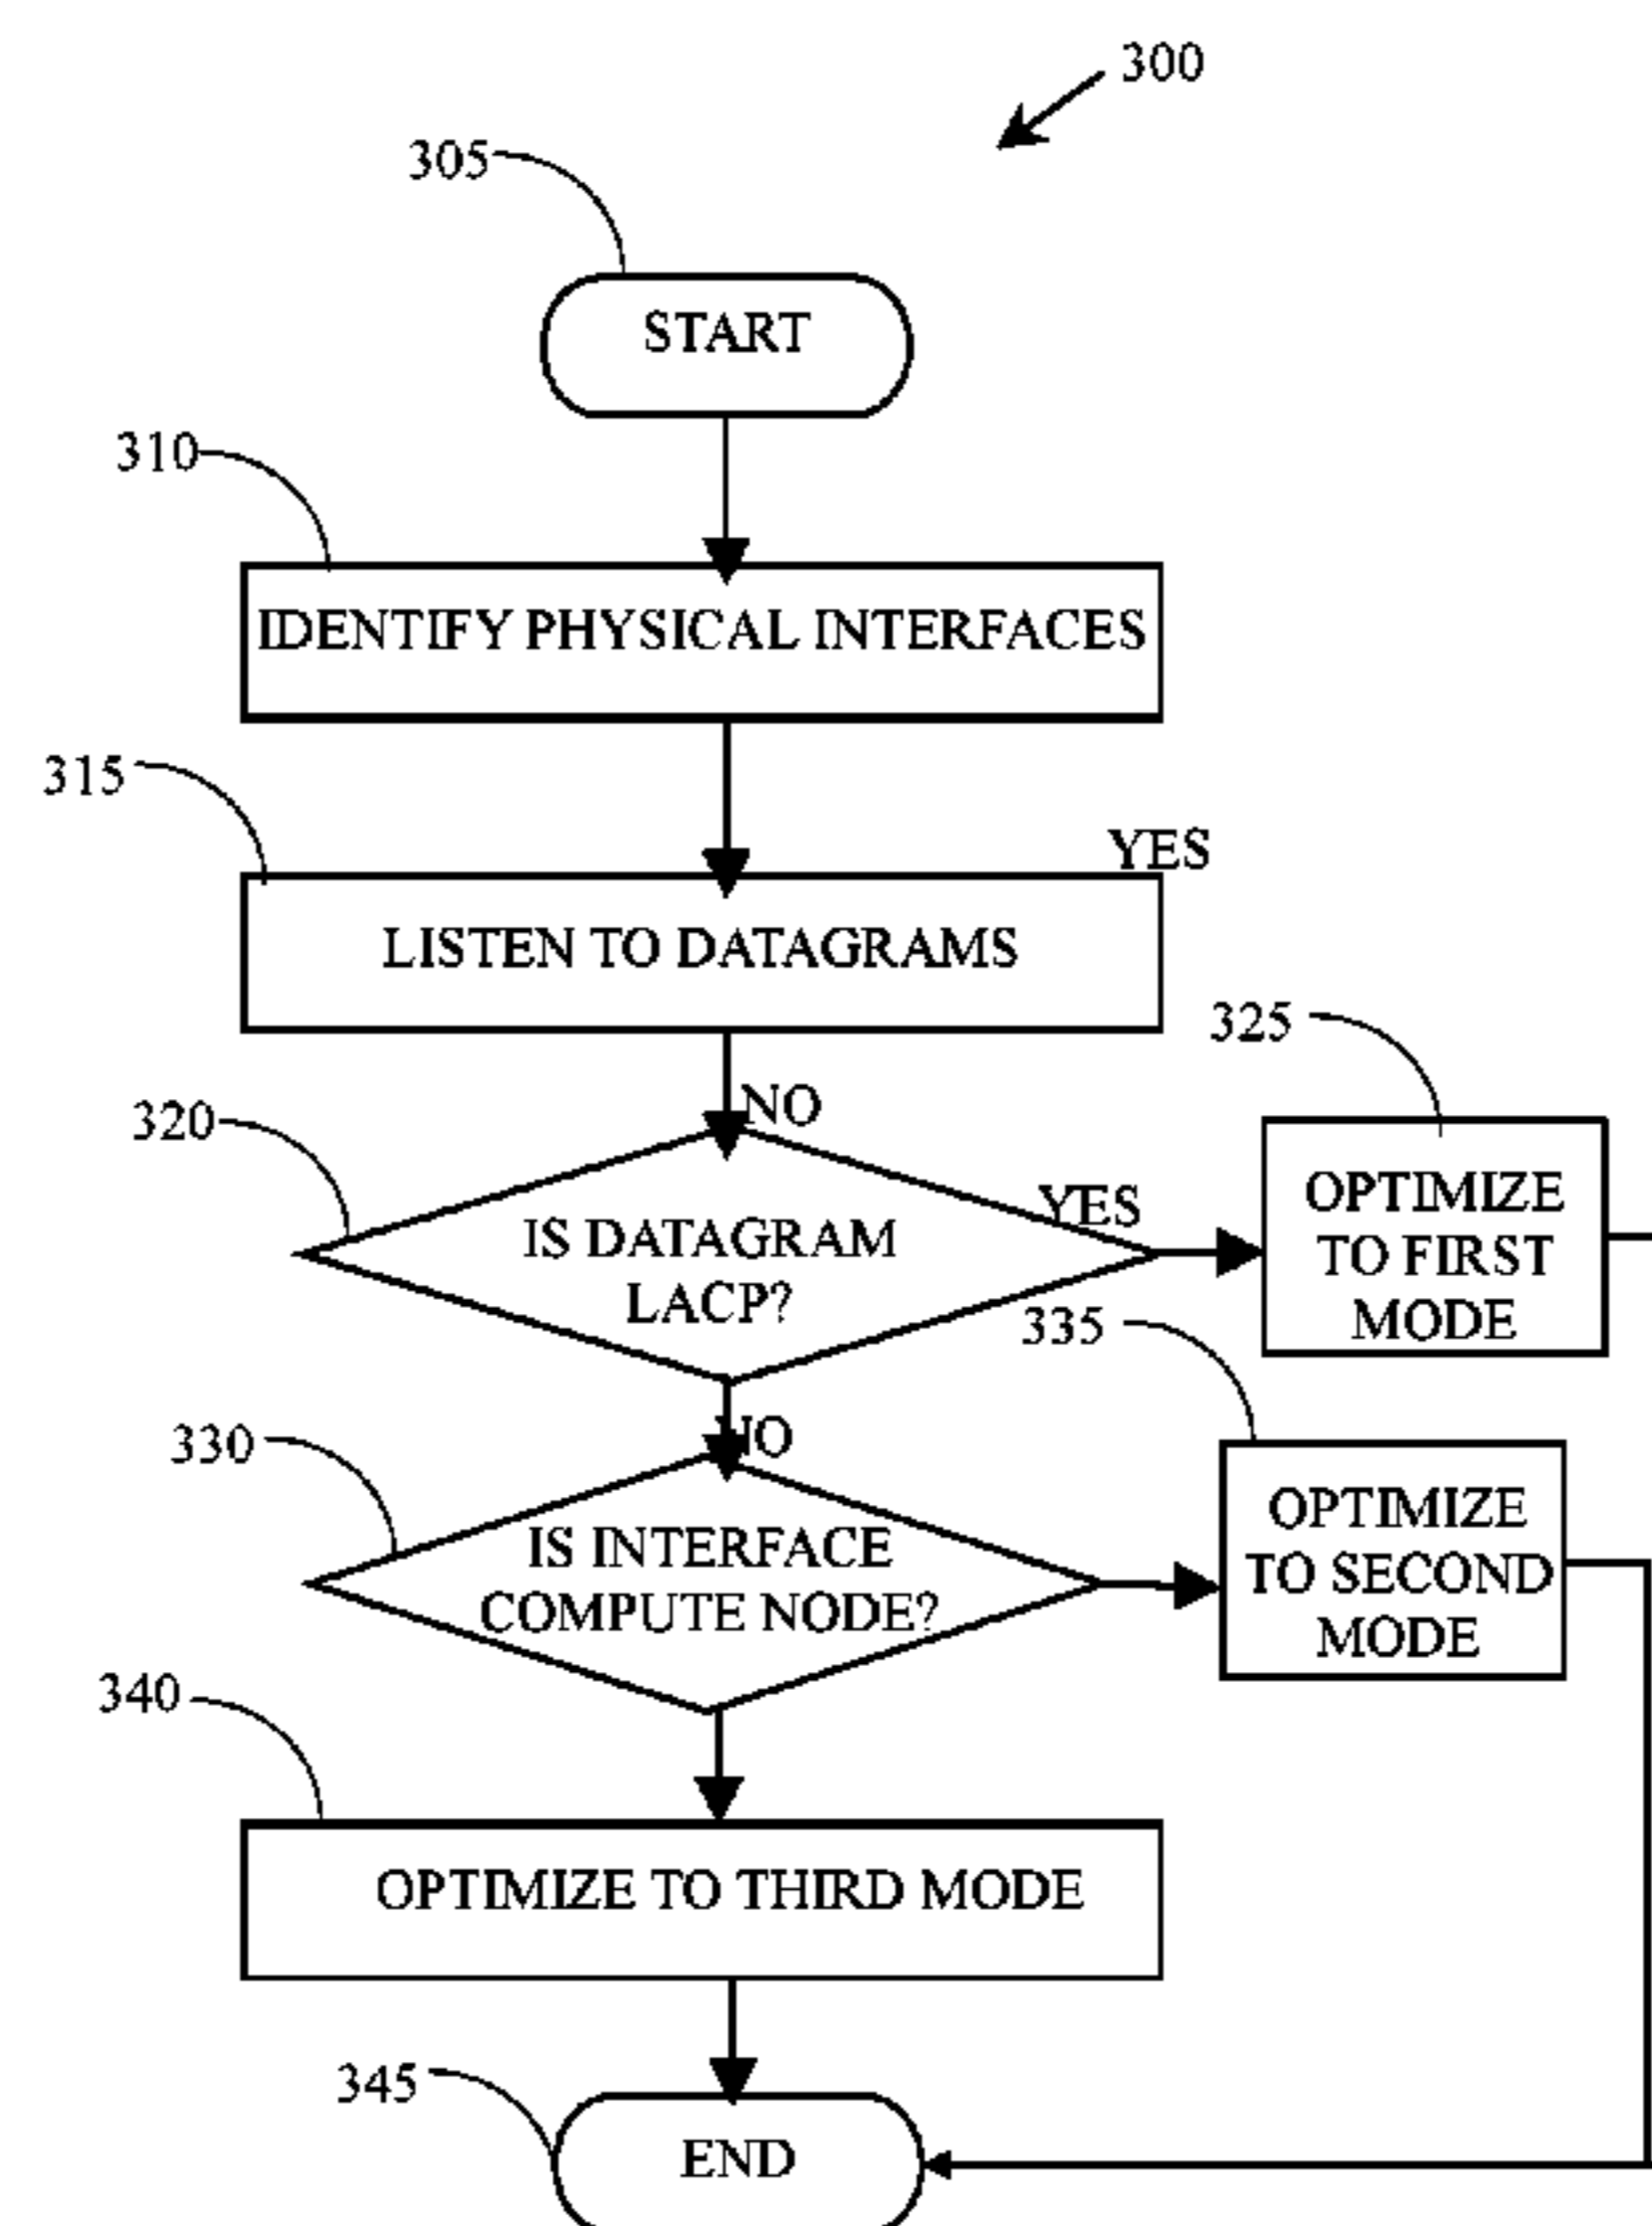 300
305
START
310
IDENTIFY PHYSICAL INTERFACES
315
YES
LISTEN TO DATAGRAMS
325
NO
320
YES
OPTIMIZE
TO FIRST
MODE
IS DATAGRAM
LACP?
335
NO
330
OPTIMIZE
TO SECOND
MODE
IS INTERFACE
COMPUTE NODE?
340
OPTIMIZE TO THIRD MODE
345
END